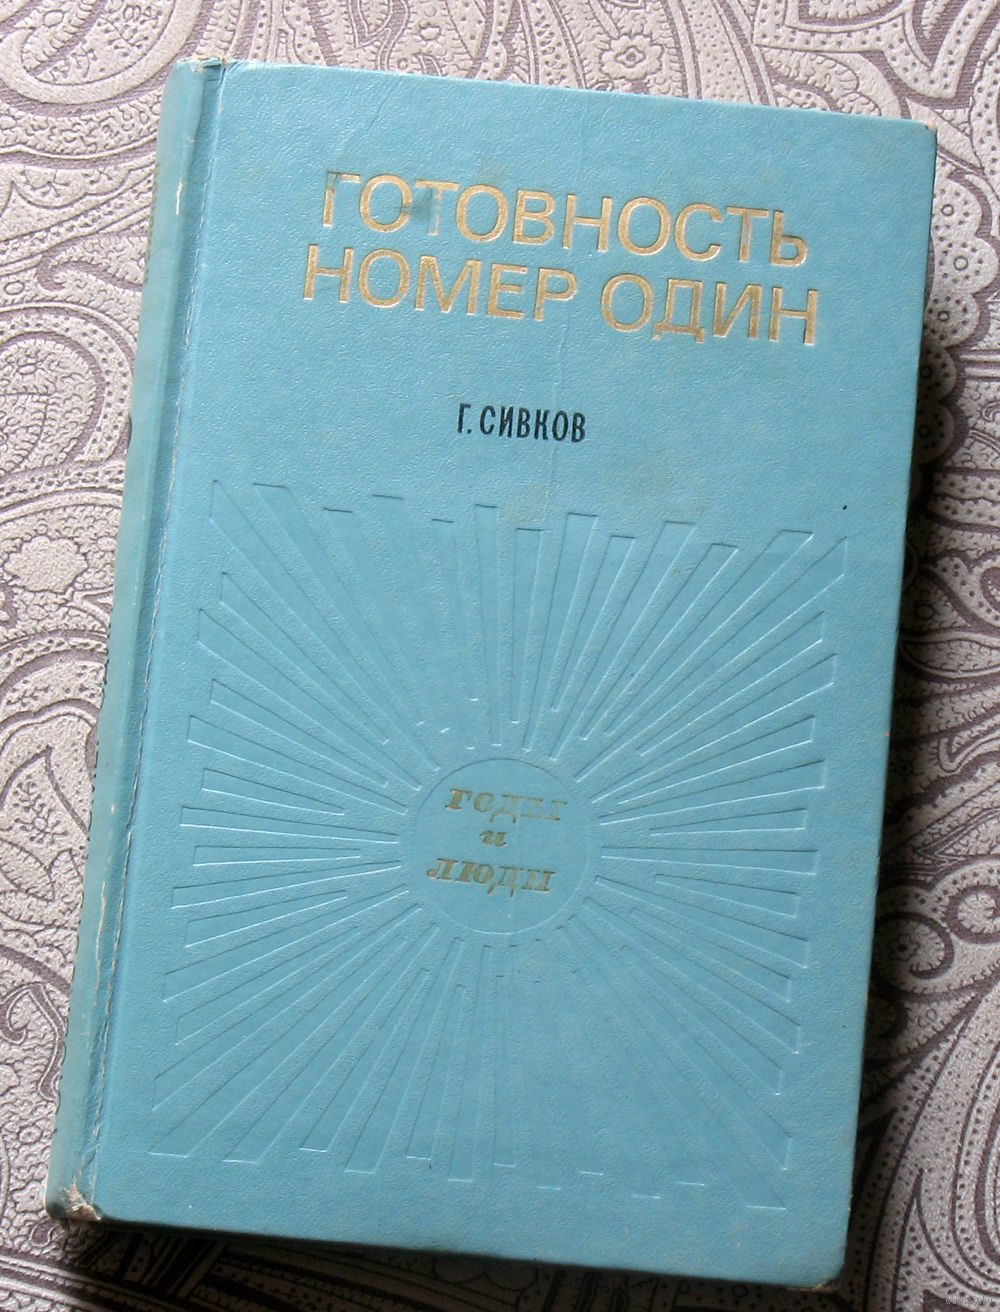 ГОТОВНОСТЬ
НОМЕР ОДИН
Г. СИВКОВ
ГОДЫ
И
ЛЮДИ